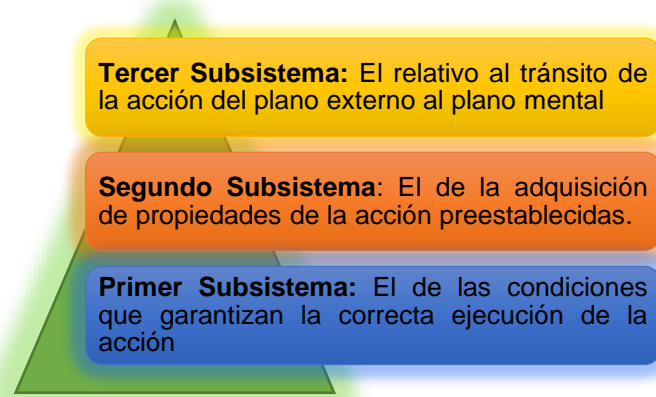 Tercer Subsistema: El relativo al tránsito de
la acción del plano externo al plano mental
Segundo Subsistema: El de la adquisición
de propiedades de la acción preestablecidas.
Primer Subsistema: El de las condiciones
que garantizan la correcta ejecución de la
acción